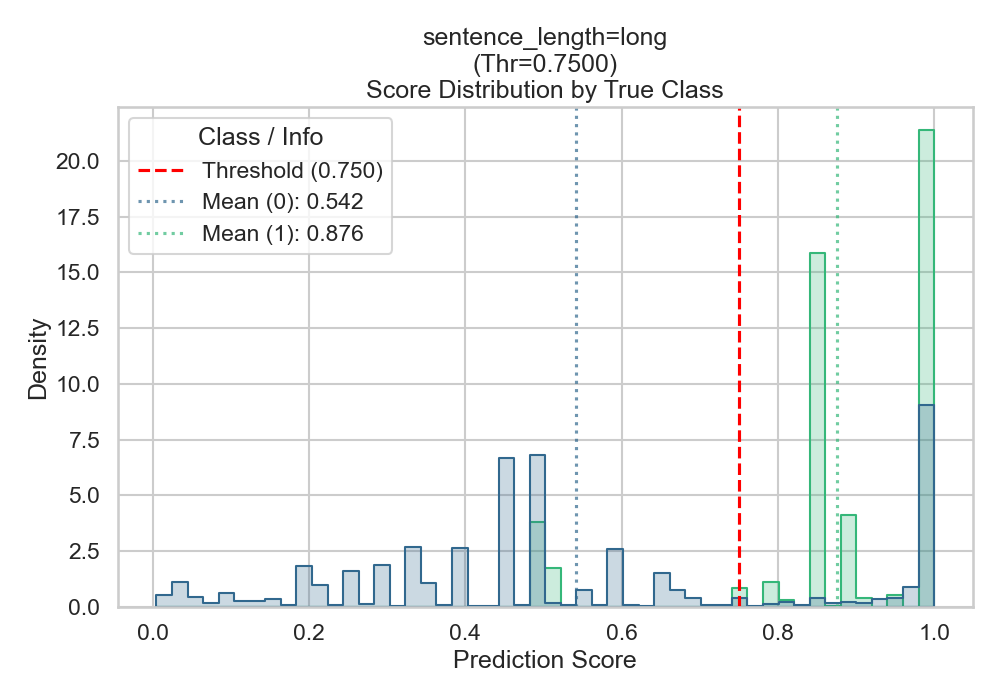 sentence_length=long
(Thr=0.7500)
Score Distribution by True Class
Class / Info
Threshold (0.750)
Mean (0): 0.542
Mean (1): 0.876
Density
20.0
17.5
15.0
12.5
10.0
7.5
5.0
2.5
0.0
0.0 0.2 0.4 0.6 0.8 1.0
Prediction Score